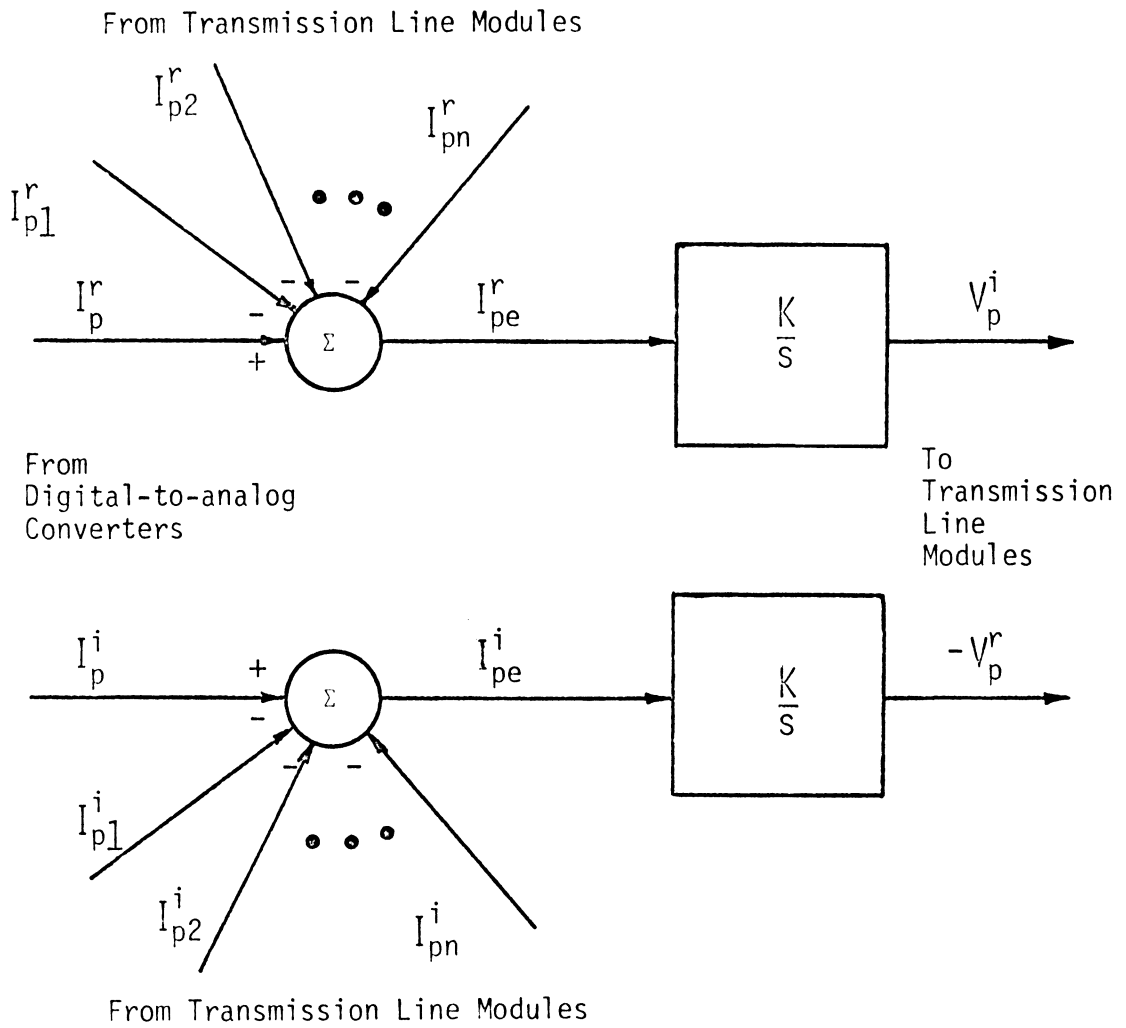 From Transmission Line Modules
I^r_p2
I^r_pn
I^r_p1
I^r_p
- - -
+
Σ
I^r_pe
K/S
V^i_p
From
Digital-to-analog
Converters
To
Transmission
Line
Modules
I^i_p
+
- - -
Σ
I^i_pe
K/S
-V^r_p
I^i_p1
I^i_p2
I^i_pn
From Transmission Line Modules